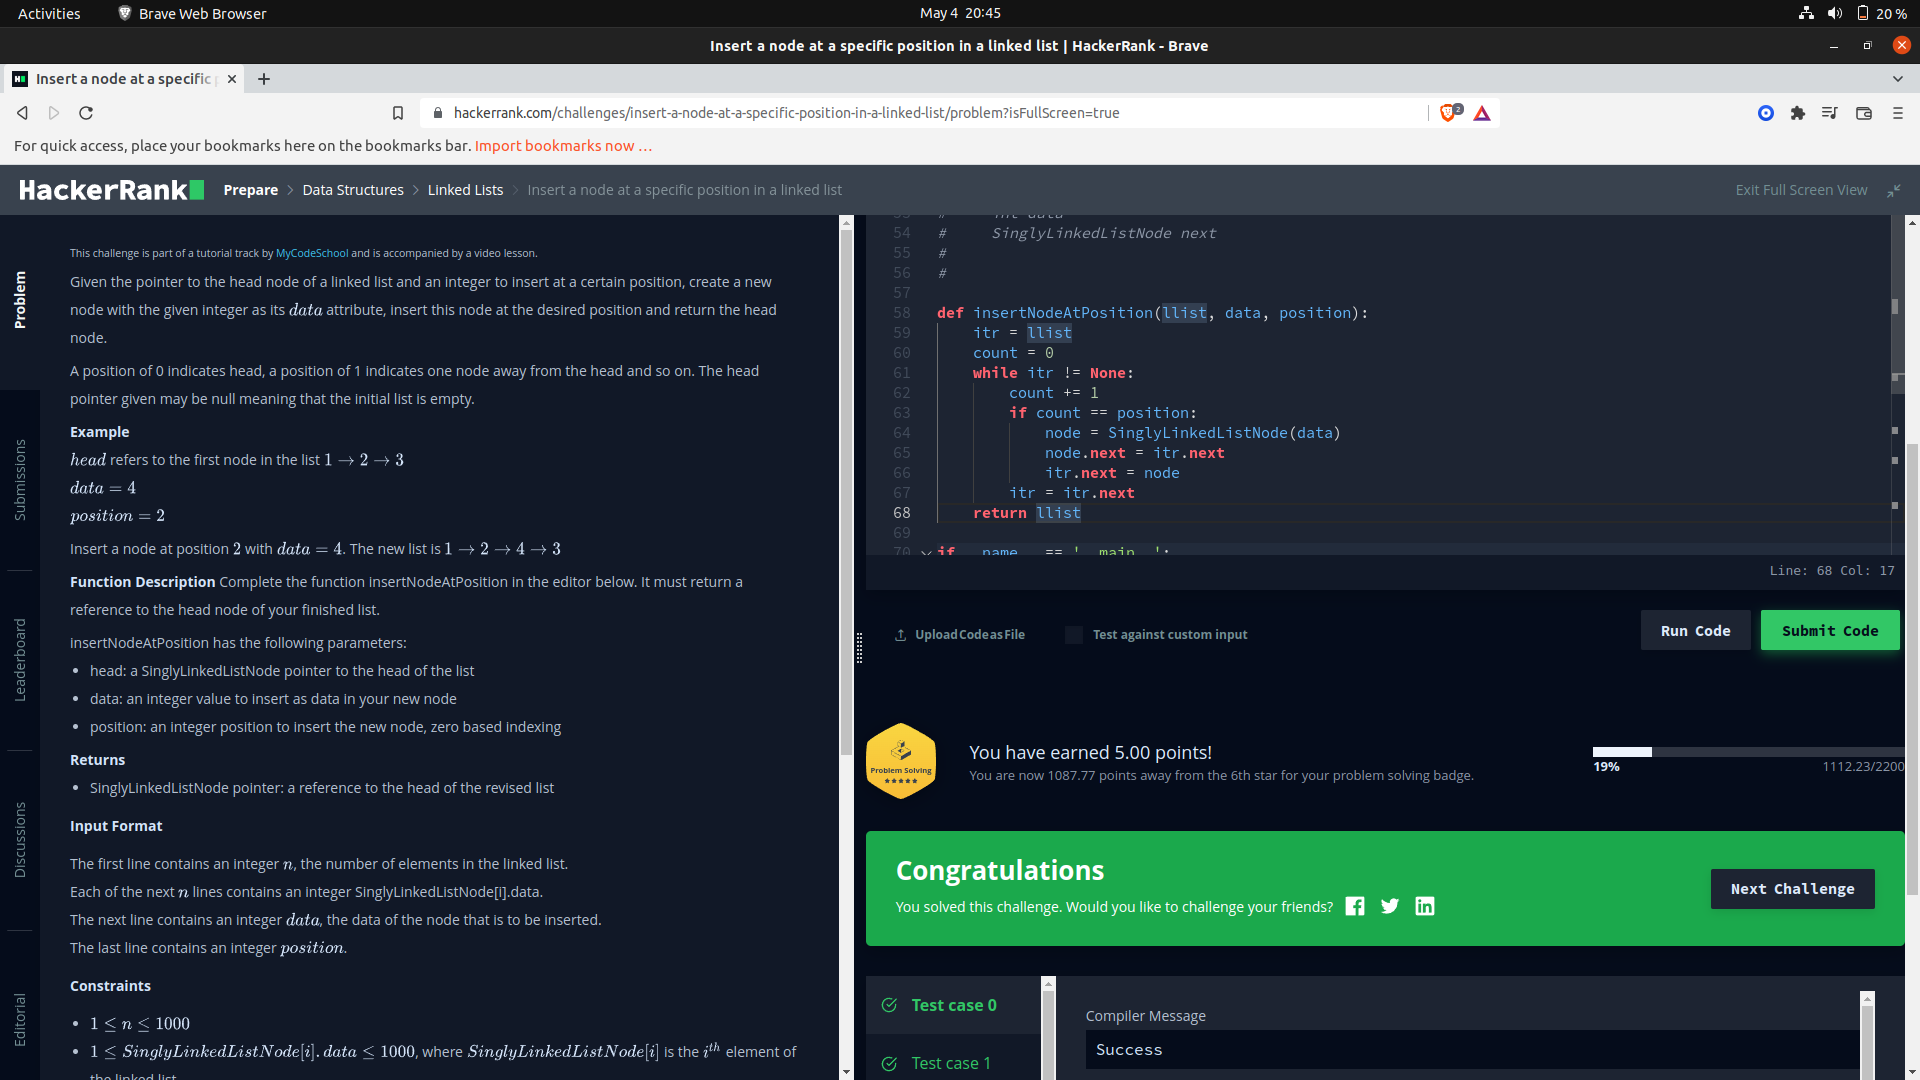 Activities
Brave Web Browser
May 4 20:45
20 %
Insert a node at a specific position in a linked list | HackerRank - Brave
Insert a node at a specific
hackerrank.com/challenges/insert-a-node-at-a-specific-position-in-a-linked-list/problem?isFullScreen=true
2
For quick access, place your bookmarks here on the bookmarks bar. Import bookmarks now …
HackerRank
Prepare > Data Structures > Linked Lists > Insert a node at a specific position in a linked list
Exit Full Screen View
Problem
Submissions
Leaderboard
Discussions
Editorial
This challenge is part of a tutorial track by MyCodeSchool and is accompanied by a video lesson.
Given the pointer to the head node of a linked list and an integer to insert at a certain position, create a new
node with the given integer as its data attribute, insert this node at the desired position and return the head
node.
A position of 0 indicates head, a position of 1 indicates one node away from the head and so on. The head
pointer given may be null meaning that the initial list is empty.
Example
head refers to the first node in the list 1 → 2 → 3
data = 4
position = 2
Insert a node at position 2 with data = 4. The new list is 1 → 2 → 4 → 3
Function Description Complete the function insertNodeAtPosition in the editor below. It must return a
reference to the head node of your finished list.
insertNodeAtPosition has the following parameters:
• head: a SinglyLinkedListNode pointer to the head of the list
• data: an integer value to insert as data in your new node
• position: an integer position to insert the new node, zero based indexing
Returns
• SinglyLinkedListNode pointer: a reference to the head of the revised list
Input Format
The first line contains an integer n, the number of elements in the linked list.
Each of the next n lines contains an integer SinglyLinkedListNode[i].data.
The next line contains an integer data, the data of the node that is to be inserted.
The last line contains an integer position.
Constraints
• 1 ≤ n ≤ 1000
• 1 ≤ SinglyLinkedListNode[i].data ≤ 1000, where SinglyLinkedListNode[i] is the i^th element of
the linked list
53 # int data
54 # SinglyLinkedListNode next
55 #
56 #
57
58 def insertNodeAtPosition(llist, data, position):
59 itr = llist
60 count = 0
61 while itr != None:
62 count += 1
63 if count == position:
64 node = SinglyLinkedListNode(data)
65 node.next = itr.next
66 itr.next = node
67 itr = itr.next
68 return llist
69
70 if __name__ == '__main__':
Line: 68 Col: 17
Upload Code as File
Test against custom input
Run Code
Submit Code
Problem Solving
You have earned 5.00 points!
You are now 1087.77 points away from the 6th star for your problem solving badge.
19%
1112.23/2200
Congratulations
You solved this challenge. Would you like to challenge your friends?
Next Challenge
Test case 0
Test case 1
Compiler Message
Success